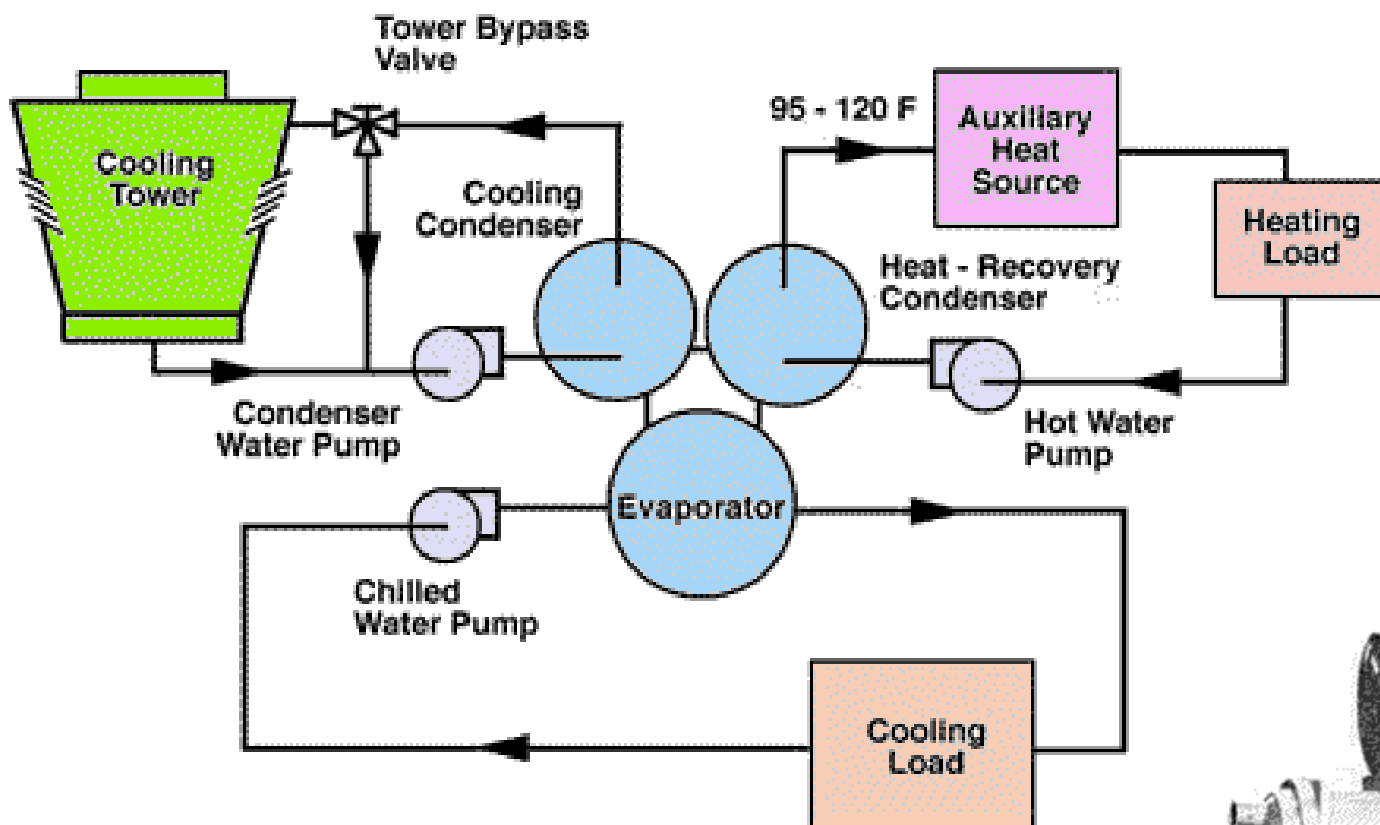 Tower Bypass
Valve
95 - 120 F
Auxiliary
Heat
Source
Cooling
Tower
Cooling
Condenser
Heating
Load
Heat - Recovery
Condenser
Condenser
Water Pump
Hot Water
Pump
Evaporator
Chilled
Water Pump
Cooling
Load